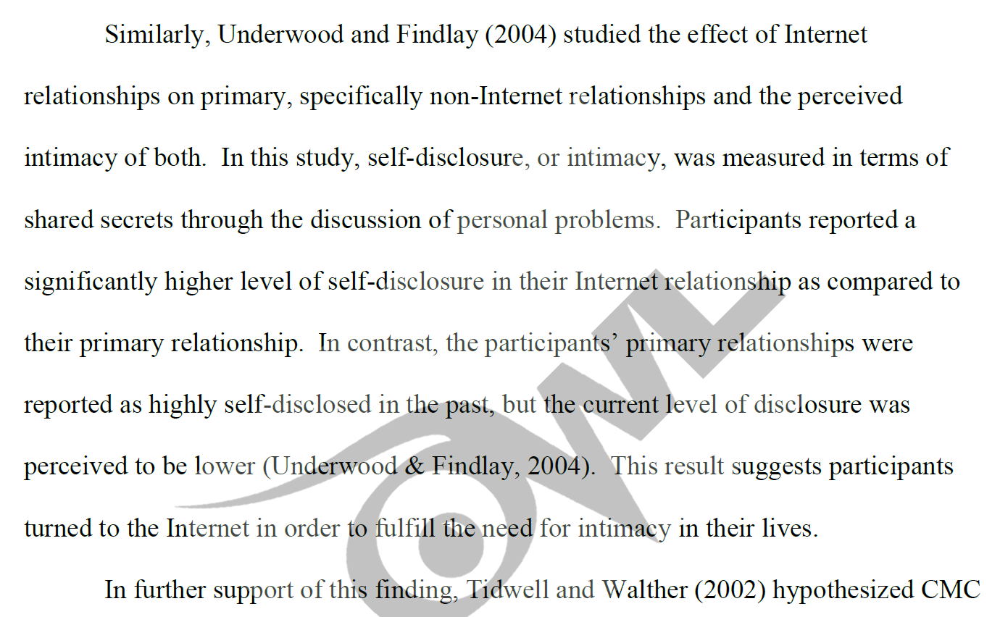 Similarly, Underwood and Findlay (2004) studied the effect of Internet
relationships on primary, specifically non-Internet relationships and the perceived
intimacy of both.  In this study, self-disclosure, or intimacy, was measured in terms of
shared secrets through the discussion of personal problems.  Participants reported a
significantly higher level of self-disclosure in their Internet relationship as compared to
their primary relationship.  In contrast, the participants’ primary relationships were
reported as highly self-disclosed in the past, but the current level of disclosure was
perceived to be lower (Underwood & Findlay, 2004).  This result suggests participants
turned to the Internet in order to fulfill the need for intimacy in their lives.
In further support of this finding, Tidwell and Walther (2002) hypothesized CMC
OWL